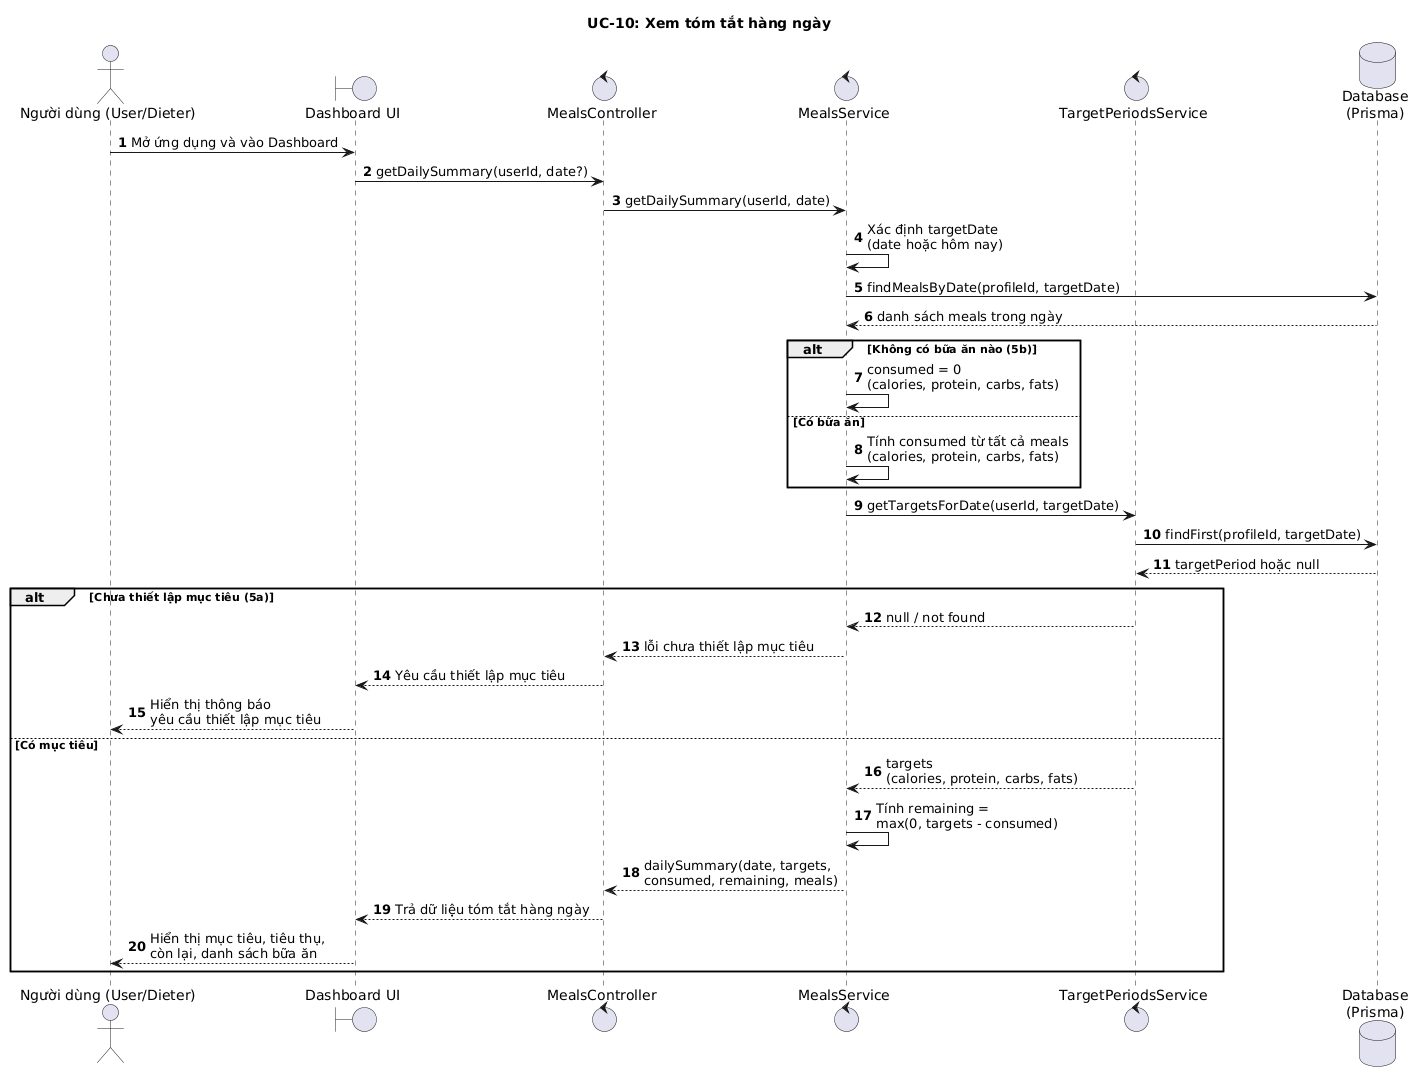 UC-10: Xem tóm tắt hàng ngày
Người dùng (User/Dieter)
Dashboard UI
MealsController
MealsService
TargetPeriodsService
Database
(Prisma)
1 Mở ứng dụng và vào Dashboard
2 getDailySummary(userId, date?)
3 getDailySummary(userId, date)
4 Xác định targetDate
(date hoặc hôm nay)
5 findMealsByDate(profileId, targetDate)
6 danh sách meals trong ngày
alt [Không có bữa ăn nào (5b)]
7 consumed = 0
(calories, protein, carbs, fats)
[Có bữa ăn]
8 Tính consumed từ tất cả meals
(calories, protein, carbs, fats)
9 getTargetsForDate(userId, targetDate)
10 findFirst(profileId, targetDate)
11 targetPeriod hoặc null
alt [Chưa thiết lập mục tiêu (5a)]
12 null / not found
13 lỗi chưa thiết lập mục tiêu
14 Yêu cầu thiết lập mục tiêu
15 Hiển thị thông báo
yêu cầu thiết lập mục tiêu
[Có mục tiêu]
16 targets
(calories, protein, carbs, fats)
17 Tính remaining =
max(0, targets - consumed)
18 dailySummary(date, targets,
consumed, remaining, meals)
19 Trả dữ liệu tóm tắt hàng ngày
20 Hiển thị mục tiêu, tiêu thụ,
còn lại, danh sách bữa ăn
Người dùng (User/Dieter)
Dashboard UI
MealsController
MealsService
TargetPeriodsService
Database
(Prisma)